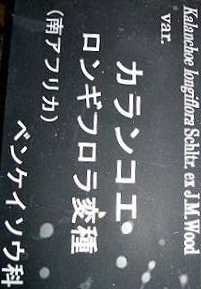 Kalanchoe longiflora Schltr. ex J.M.Wood
var.
カランコエ
ロンギフロラ変種
(南アフリカ)
ベンケイソウ科